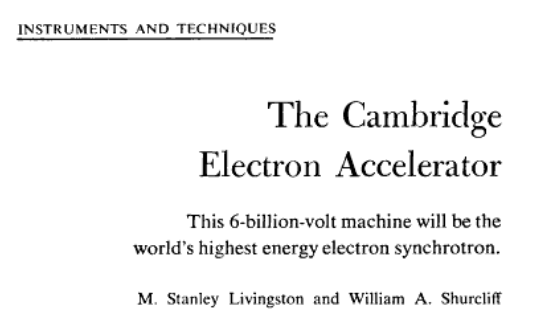 INSTRUMENTS AND TECHNIQUES
The Cambridge
Electron Accelerator
This 6-billion-volt machine will be the
world's highest energy electron synchrotron.
M. Stanley Livingston and William A. Shurcliff